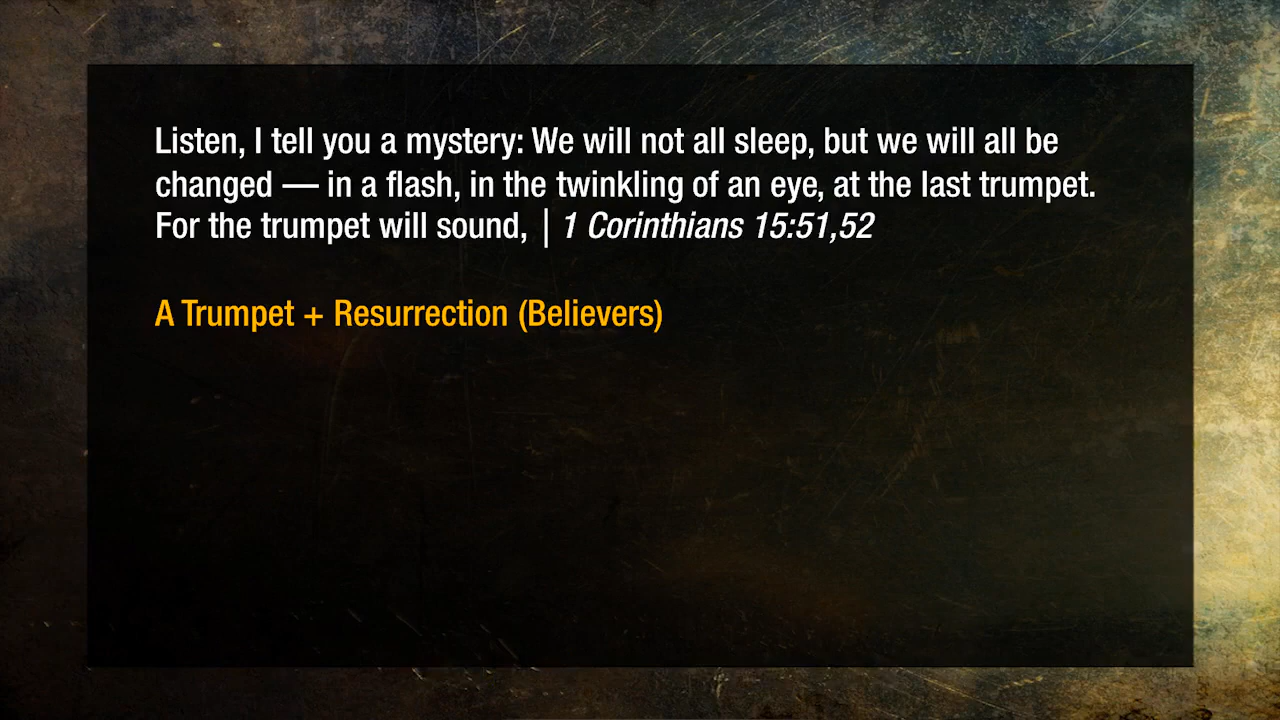 Listen, I tell you a mystery: We will not all sleep, but we will all be
changed — in a flash, in the twinkling of an eye, at the last trumpet.
For the trumpet will sound, | 1 Corinthians 15:51,52
A Trumpet + Resurrection (Believers)